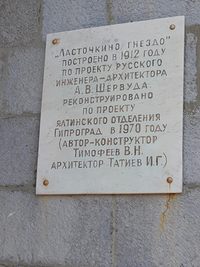 "ЛАСТОЧКИНО ГНЕЗДО"
ПОСТРОЕНО В 1912 ГОДУ
ПО ПРОЕКТУ РУССКОГО
ИНЖЕНЕРА-АРХИТЕКТОРА
А.В. ШЕРВУДА
РЕКОНСТРУИРОВАНО
ПО ПРОЕКТУ
ЯЛТИНСКОГО ОТДЕЛЕНИЯ
ГИПРОГРАД В 1970 ГОДУ
(АВТОР-КОНСТРУКТОР
ТИМОФЕЕВ В.Н.
АРХИТЕКТОР ТАТИЕВ И.Г.)